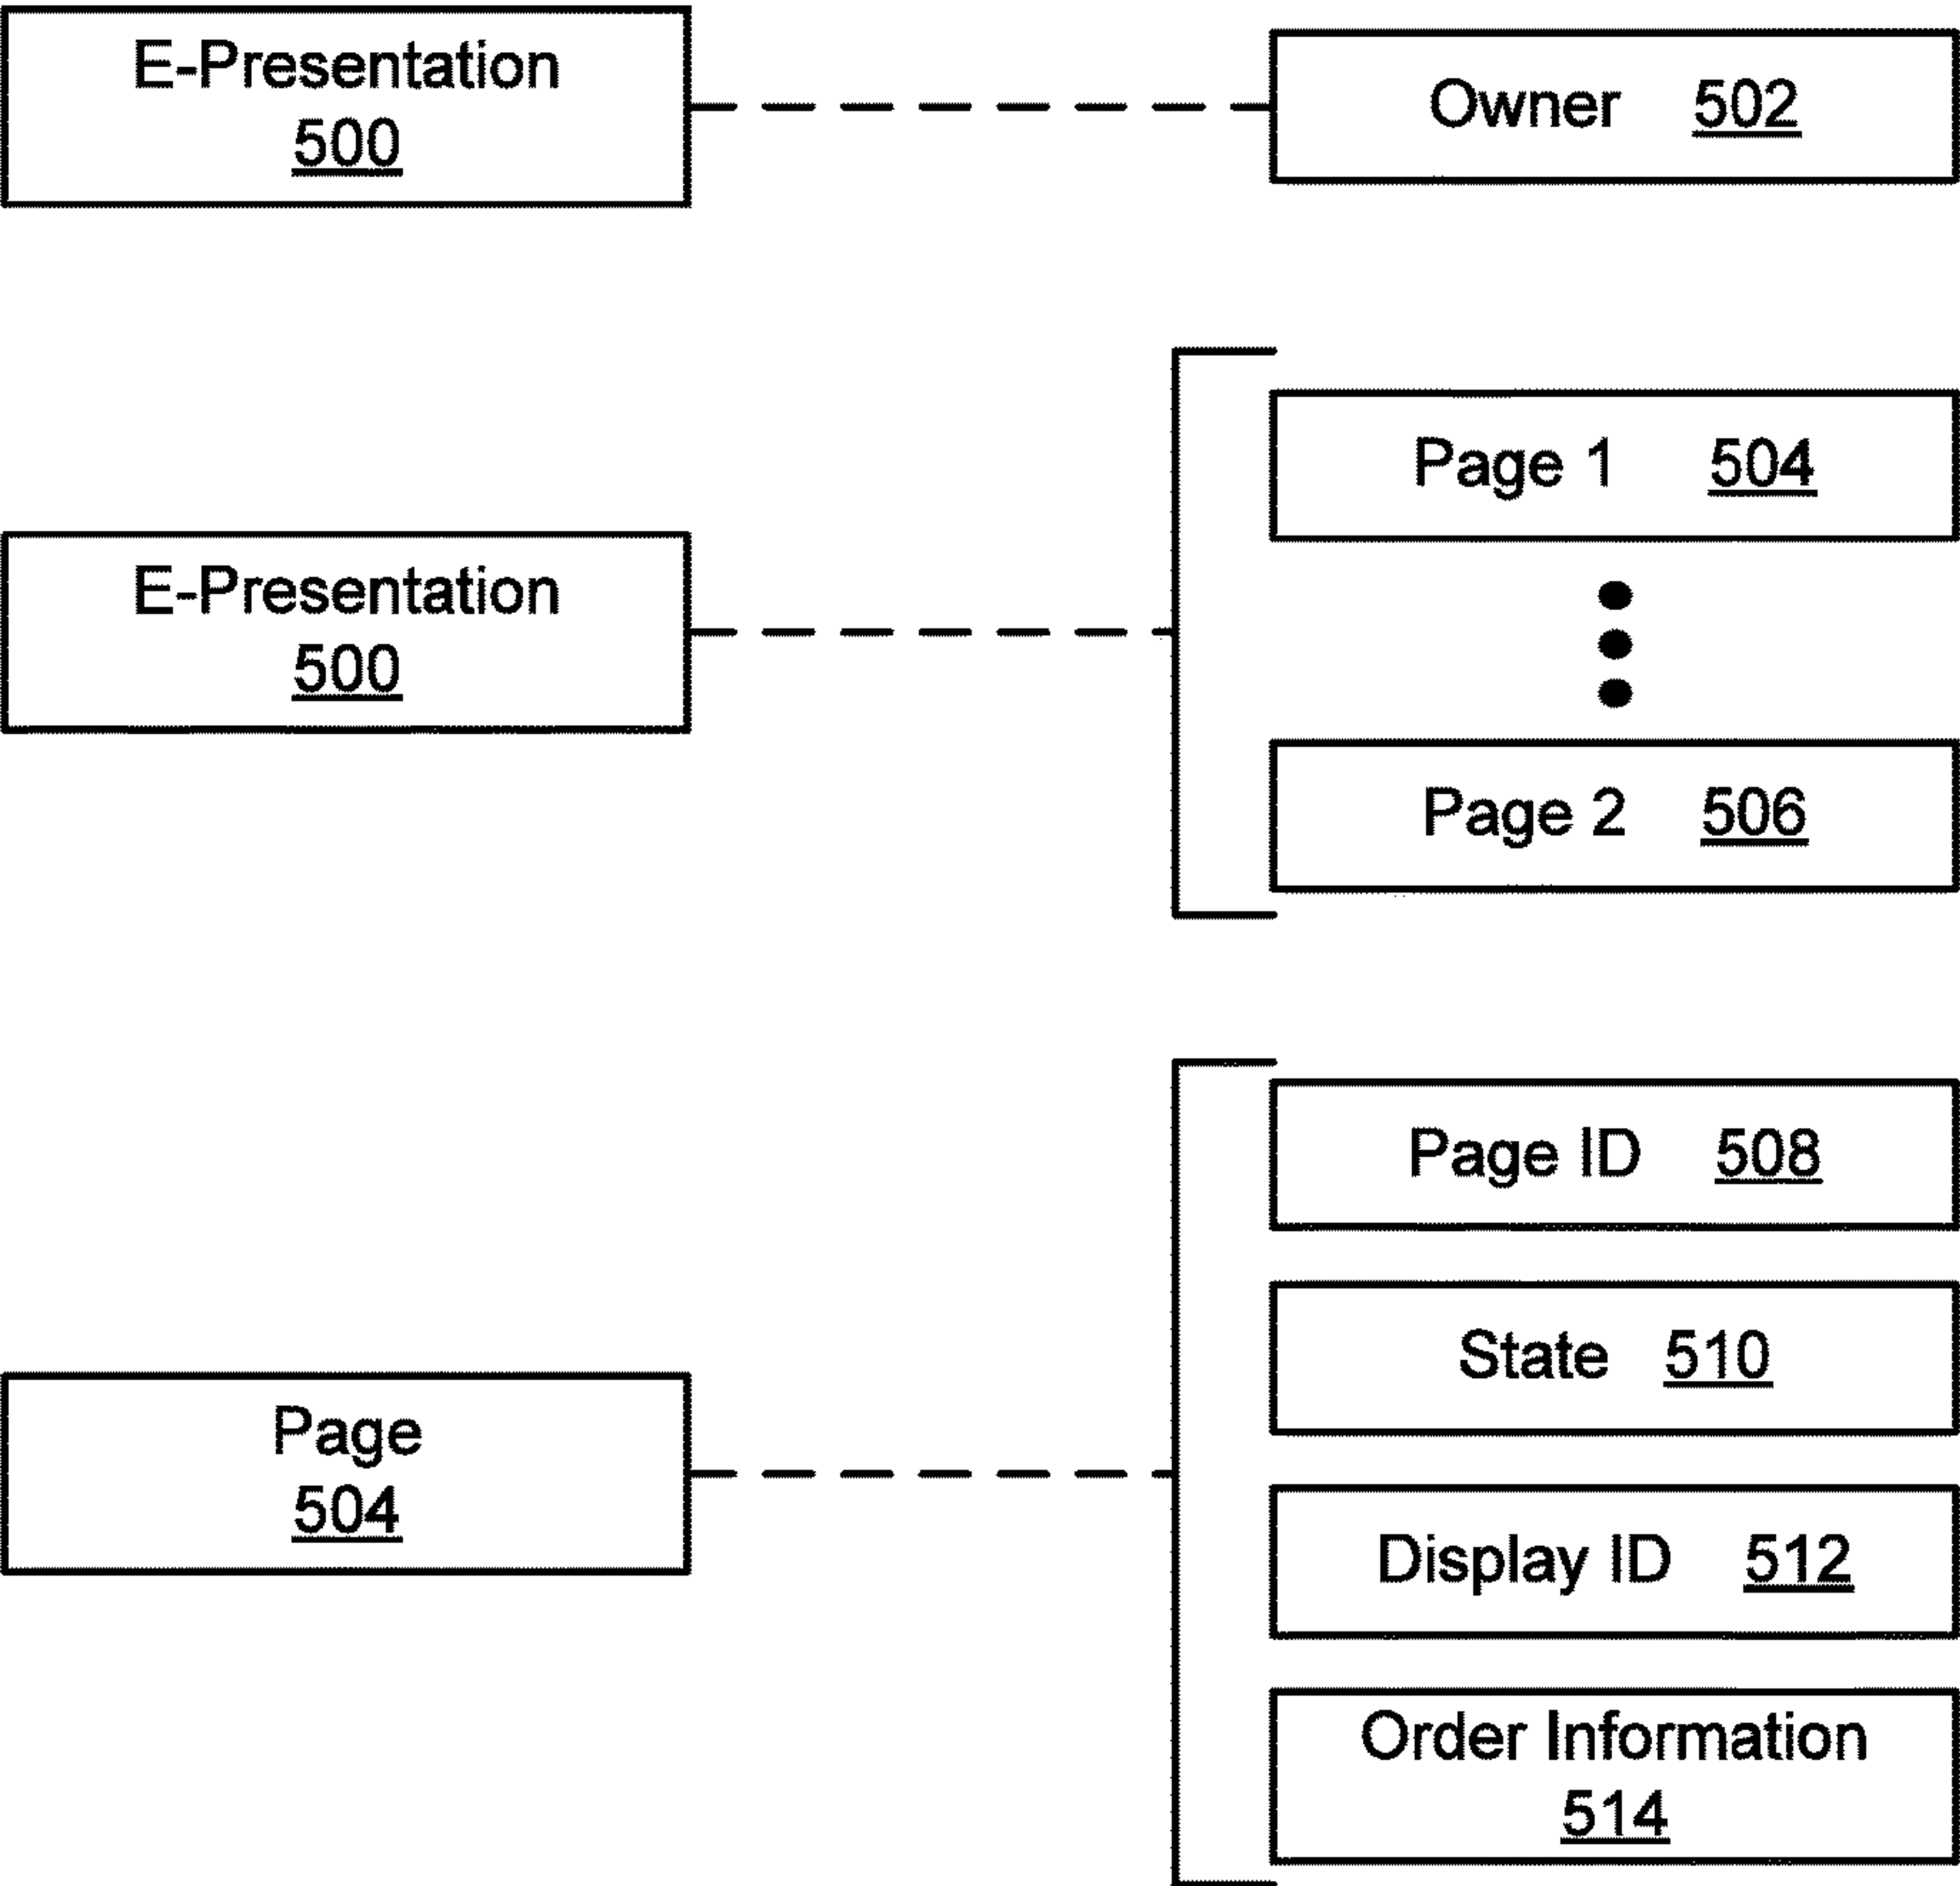 E-Presentation
500
Owner 502
E-Presentation
500
Page 1 504
Page 2 506
Page
504
Page ID 508
State 510
Display ID 512
Order Information
514